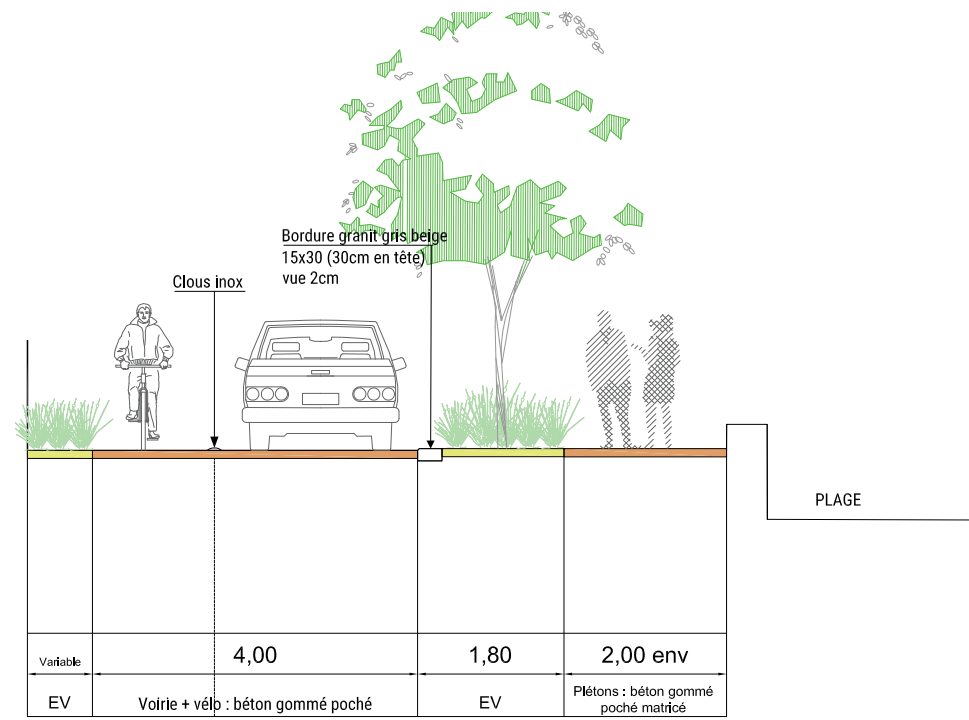 Bordure granit gris beige
15x30 (30cm en tête)
vue 2cm
Clous inox
PLAGE
Variable
4,00
1,80
2,00 env
EV
Voirie + vélo : béton gommé poché
EV
Plétons : béton gommé
poché matricé